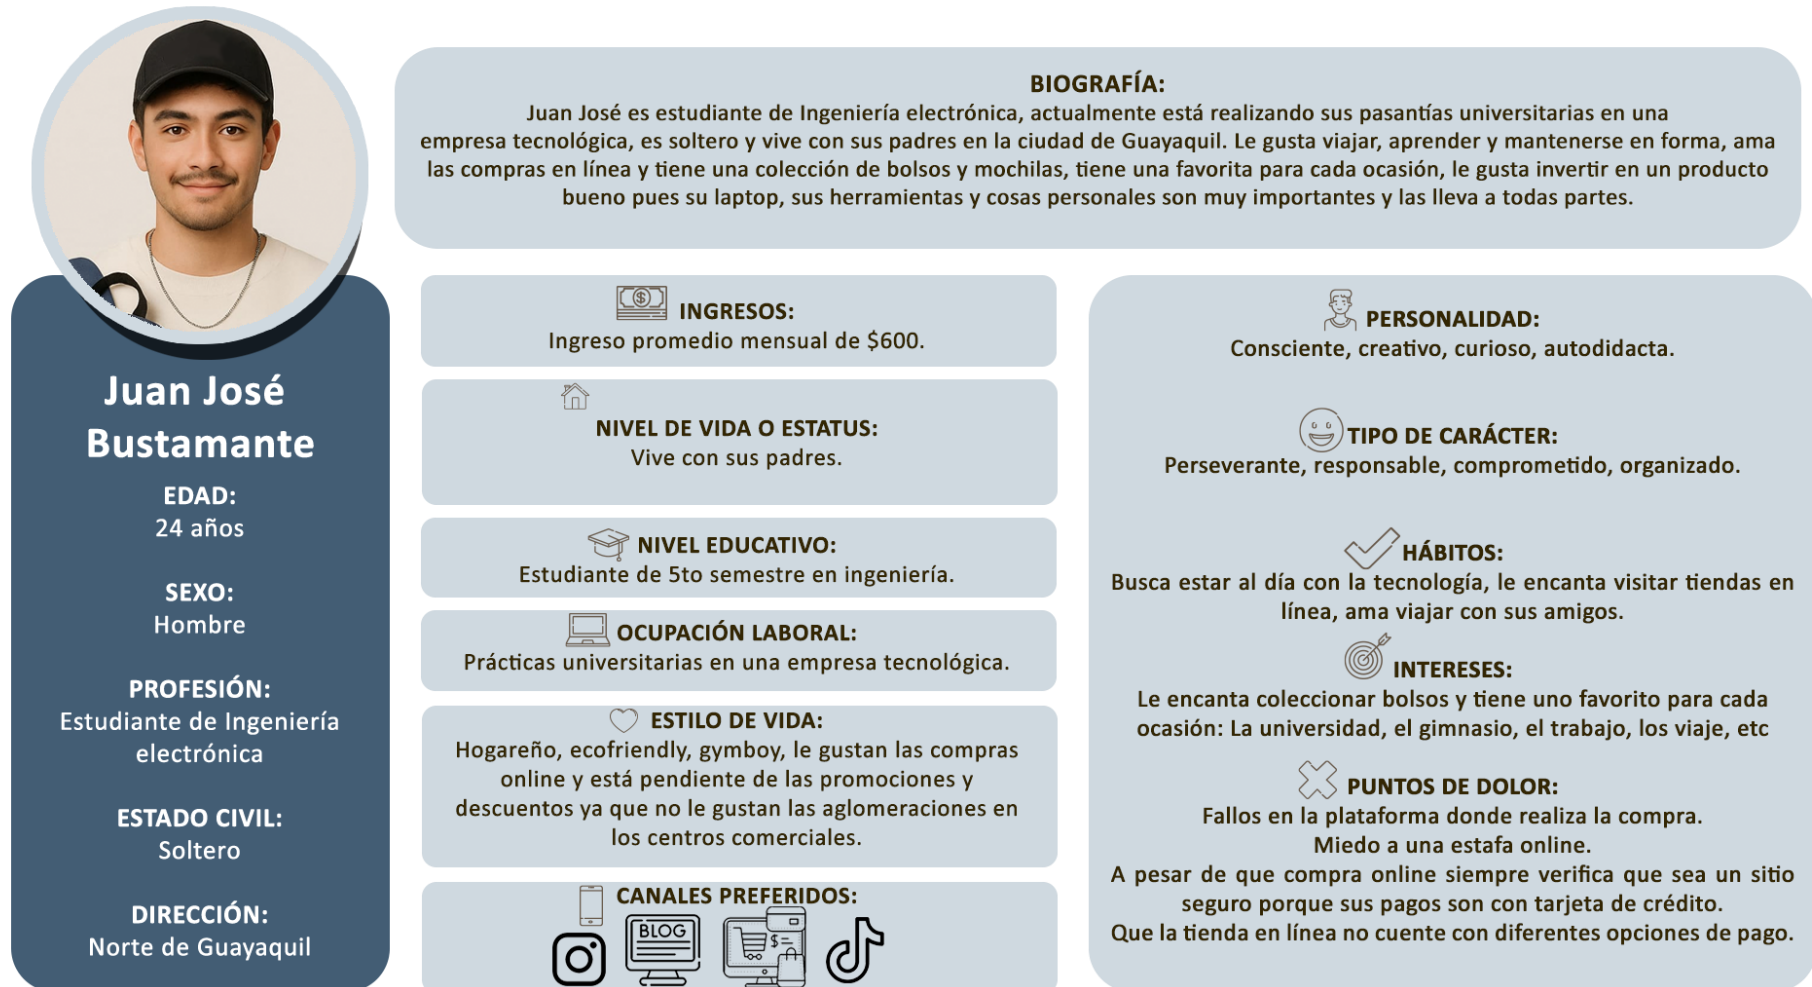 BIOGRAFÍA:
Juan José es estudiante de Ingeniería electrónica, actualmente está realizando sus pasantías universitarias en una
empresa tecnológica, es soltero y vive con sus padres en la ciudad de Guayaquil. Le gusta viajar, aprender y mantenerse en forma, ama
las compras en línea y tiene una colección de bolsos y mochilas, tiene una favorita para cada ocasión, le gusta invertir en un producto
bueno pues su laptop, sus herramientas y cosas personales son muy importantes y las lleva a todas partes.
Juan José
Bustamante
EDAD:
24 años
SEXO:
Hombre
PROFESIÓN:
Estudiante de Ingeniería
electrónica
ESTADO CIVIL:
Soltero
DIRECCIÓN:
Norte de Guayaquil
INGRESOS:
Ingreso promedio mensual de $600.
NIVEL DE VIDA O ESTATUS:
Vive con sus padres.
NIVEL EDUCATIVO:
Estudiante de 5to semestre en ingeniería.
OCUPACIÓN LABORAL:
Prácticas universitarias en una empresa tecnológica.
ESTILO DE VIDA:
Hogareño, ecofriendly, gymboy, le gustan las compras
online y está pendiente de las promociones y
descuentos ya que no le gustan las aglomeraciones en
los centros comerciales.
CANALES PREFERIDOS:
BLOG
PERSONALIDAD:
Consciente, creativo, curioso, autodidacta.
TIPO DE CARÁCTER:
Perseverante, responsable, comprometido, organizado.
HÁBITOS:
Busca estar al día con la tecnología, le encanta visitar tiendas en
línea, ama viajar con sus amigos.
INTERESES:
Le encanta coleccionar bolsos y tiene uno favorito para cada
ocasión: La universidad, el gimnasio, el trabajo, los viaje, etc
PUNTOS DE DOLOR:
Fallos en la plataforma donde realiza la compra.
Miedo a una estafa online.
A pesar de que compra online siempre verifica que sea un sitio
seguro porque sus pagos son con tarjeta de crédito.
Que la tienda en línea no cuente con diferentes opciones de pago.